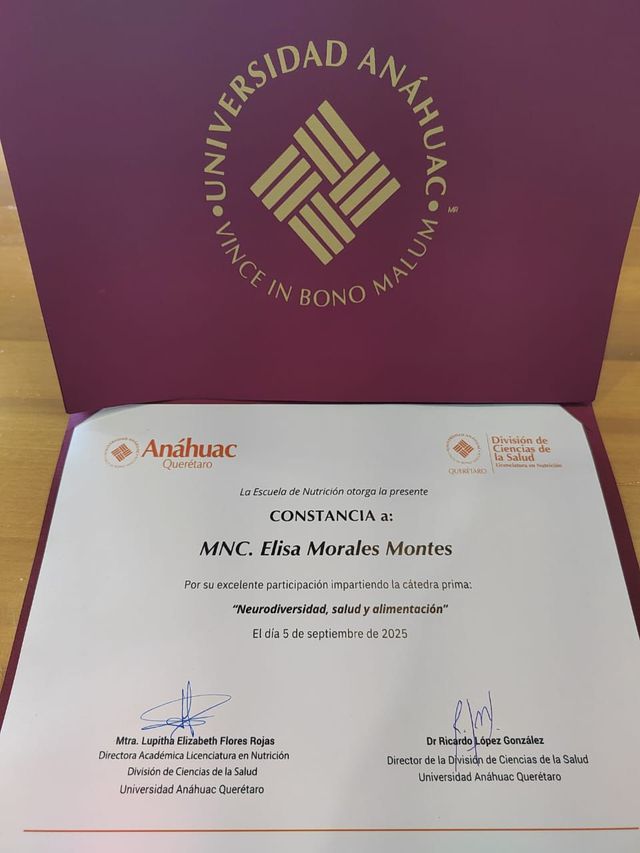 UNIVERSIDAD ANÁHUAC
VINCE IN BONO MALUM
MR
Anáhuac
Querétaro
QUERÉTARO
División de
Ciencias de
la Salud
Licenciatura en Nutrición
La Escuela de Nutrición otorga la presente
CONSTANCIA a:
MNC. Elisa Morales Montes
Por su excelente participación impartiendo la cátedra prima:
“Neurodiversidad, salud y alimentación”
El día 5 de septiembre de 2025
Mtra. Lupitha Elizabeth Flores Rojas
Directora Académica Licenciatura en Nutrición
División de Ciencias de la Salud
Universidad Anáhuac Querétaro
Dr Ricardo López González
Director de la División de Ciencias de la Salud
Universidad Anáhuac Querétaro